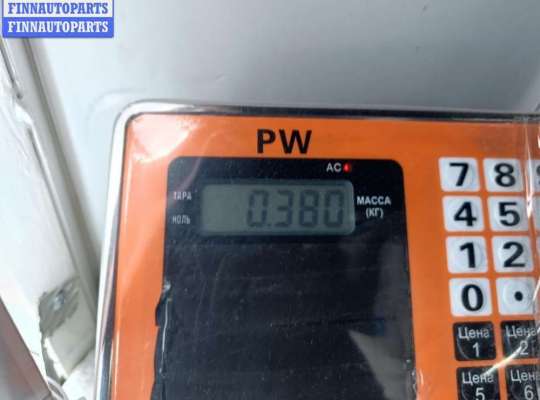 FINNAUTOPARTS
FINNAUTOPARTS
PW
AC
ТАРА
0.380
МАССА
(КГ)
НОЛЬ
7 8
4 5
1 2
0 .
Цена
1
Цена
2
Цена
5
Цена
6